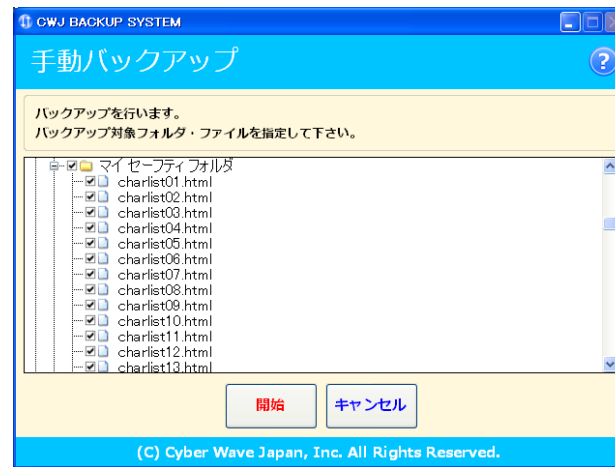 CWJ BACKUP SYSTEM
手動バックアップ
?
バックアップを行います。
バックアップ対象フォルダ・ファイルを指定して下さい。
マイ セーフティ フォルダ
charlist01.html
charlist02.html
charlist03.html
charlist04.html
charlist05.html
charlist06.html
charlist07.html
charlist08.html
charlist09.html
charlist10.html
charlist11.html
charlist12.html
charlist13.html
開始 キャンセル
(C) Cyber Wave Japan, Inc. All Rights Reserved.